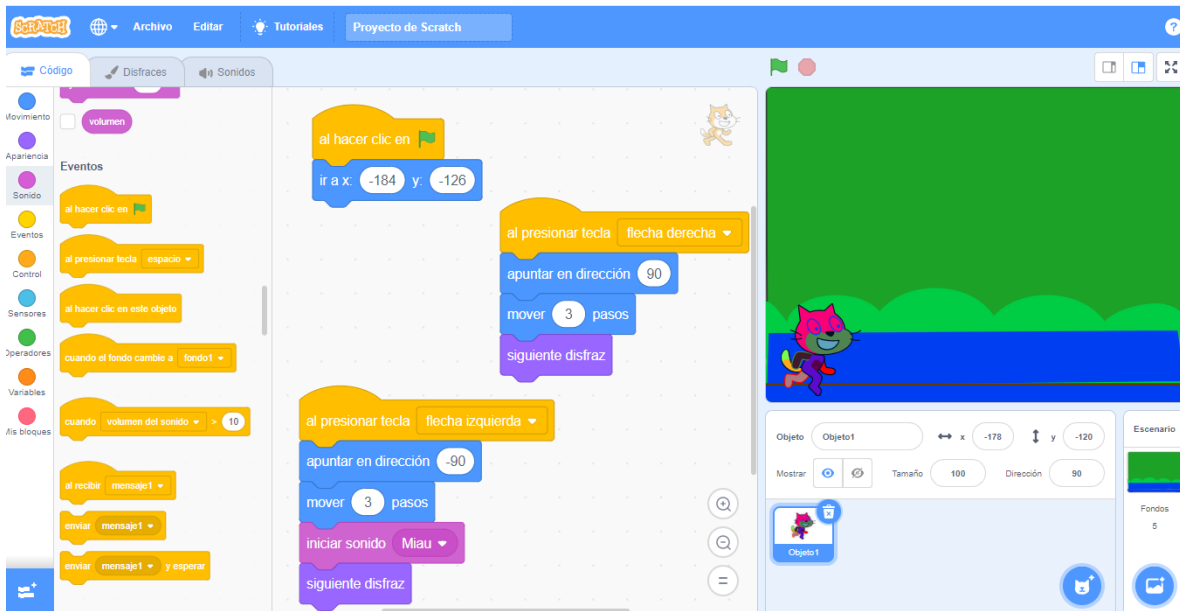 SCRATCH
Archivo
Editar
Tutoriales
Proyecto de Scratch
?
Código
Disfraces
Sonidos
Movimiento
Apariencia
Sonido
Eventos
Control
Sensores
Operadores
Variables
Mis bloques
volumen
Eventos
al hacer clic en
al presionar tecla espacio
al hacer clic en este objeto
cuando el fondo cambie a fondo1
cuando volumen del sonido > 10
al recibir mensaje1
enviar mensaje1
enviar mensaje1 y esperar
al hacer clic en
ir a x: -184 y: -126
al presionar tecla flecha derecha
apuntar en dirección 90
mover 3 pasos
siguiente disfraz
al presionar tecla flecha izquierda
apuntar en dirección -90
mover 3 pasos
iniciar sonido Miau
siguiente disfraz
Objeto Objeto1 x -178 y -120
Mostrar Tamaño 100 Dirección 90
Objeto1
Escenario
Fondos
5